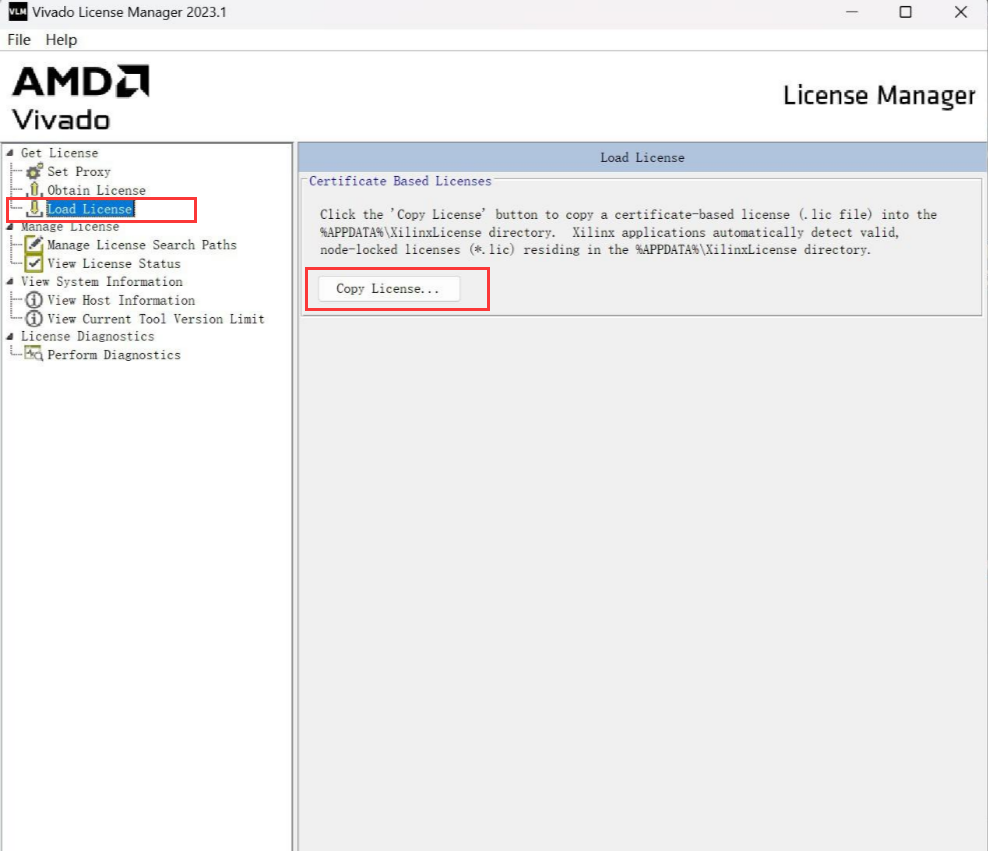 VLM Vivado License Manager 2023.1
File Help
AMD
Vivado
License Manager
Get License
Set Proxy
Obtain License
Load License
Manage License
Manage License Search Paths
View License Status
View System Information
View Host Information
View Current Tool Version Limit
License Diagnostics
Perform Diagnostics
Load License
Certificate Based Licenses
Click the 'Copy License' button to copy a certificate-based license (.lic file) into the
%APPDATA%\XilinxLicense directory. Xilinx applications automatically detect valid,
node-locked licenses (*.lic) residing in the %APPDATA%\XilinxLicense directory.
Copy License...